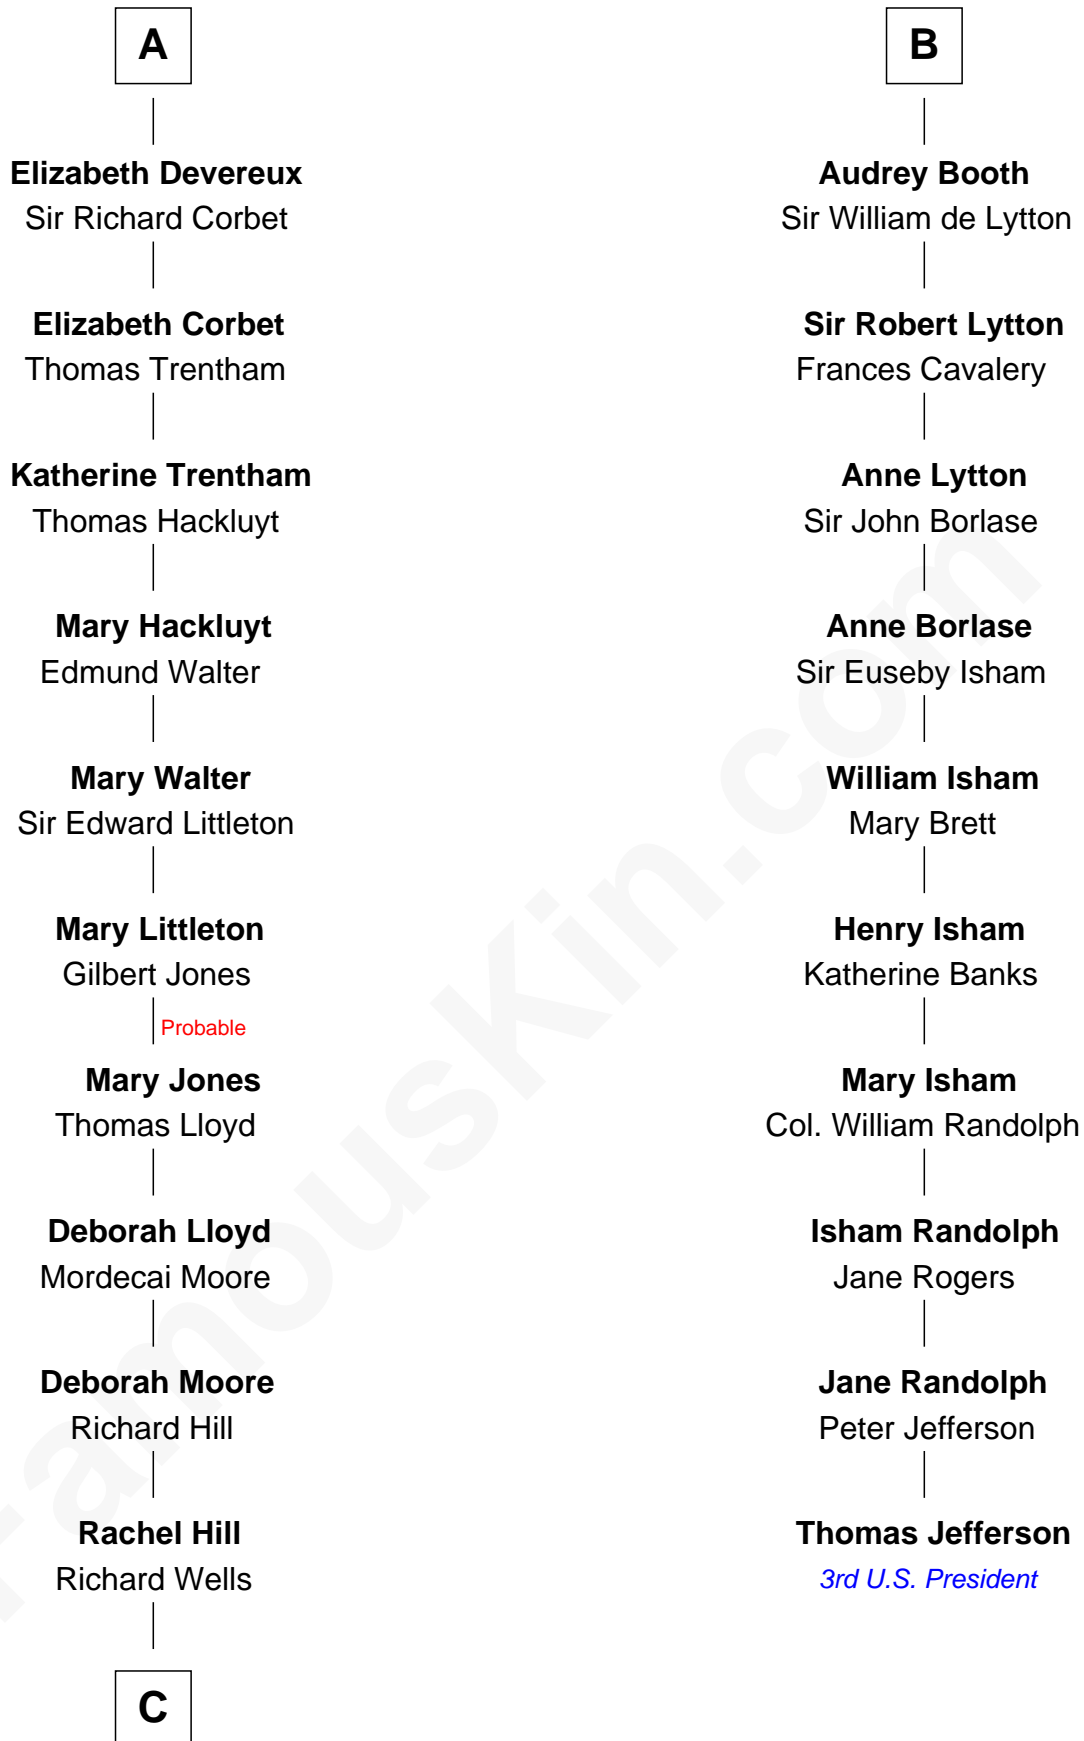 A
Elizabeth Devereux
Sir Richard Corbet
Elizabeth Corbet
Thomas Trentham
Katherine Trentham
Thomas Hackluyt
Mary Hackluyt
Edmund Walter
Mary Walter
Sir Edward Littleton
Mary Littleton
Gilbert Jones
Probable
Mary Jones
Thomas Lloyd
Deborah Lloyd
Mordecai Moore
Deborah Moore
Richard Hill
Rachel Hill
Richard Wells
C
B
Audrey Booth
Sir William de Lytton
Sir Robert Lytton
Frances Cavalery
Anne Lytton
Sir John Borlase
Anne Borlase
Sir Euseby Isham
William Isham
Mary Brett
Henry Isham
Katherine Banks
Mary Isham
Col. William Randolph
Isham Randolph
Jane Rogers
Jane Randolph
Peter Jefferson
Thomas Jefferson
3rd U.S. President
FamousKin.com